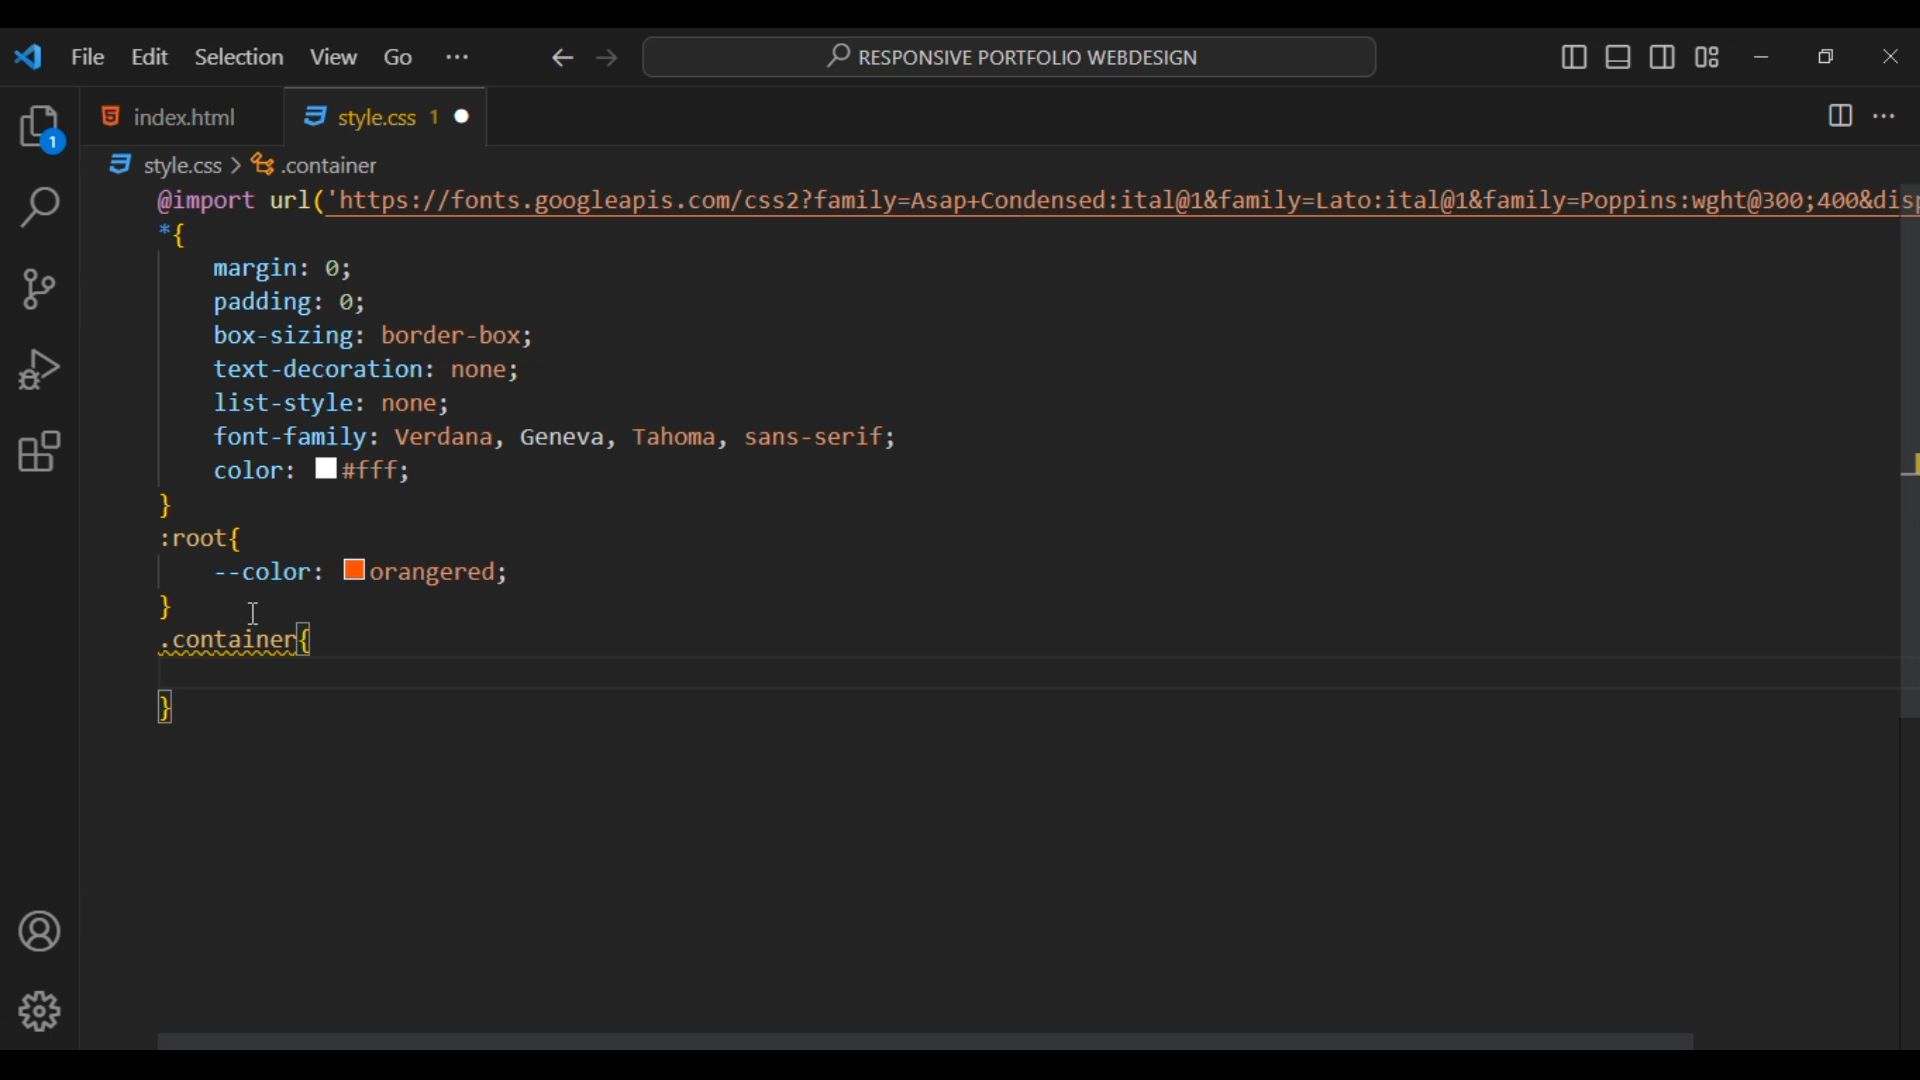 File Edit Selection View Go ··· RESPONSIVE PORTFOLIO WEBDESIGN
1
index.html style.css 1
style.css > .container
@import url('https://fonts.googleapis.com/css2?family=Asap+Condensed:ital@1&family=Lato:ital@1&family=Poppins:wght@300;400&disp
*{
margin: 0;
padding: 0;
box-sizing: border-box;
text-decoration: none;
list-style: none;
font-family: Verdana, Geneva, Tahoma, sans-serif;
color: #fff;
}
:root{
--color: orangered;
}
.container{
}